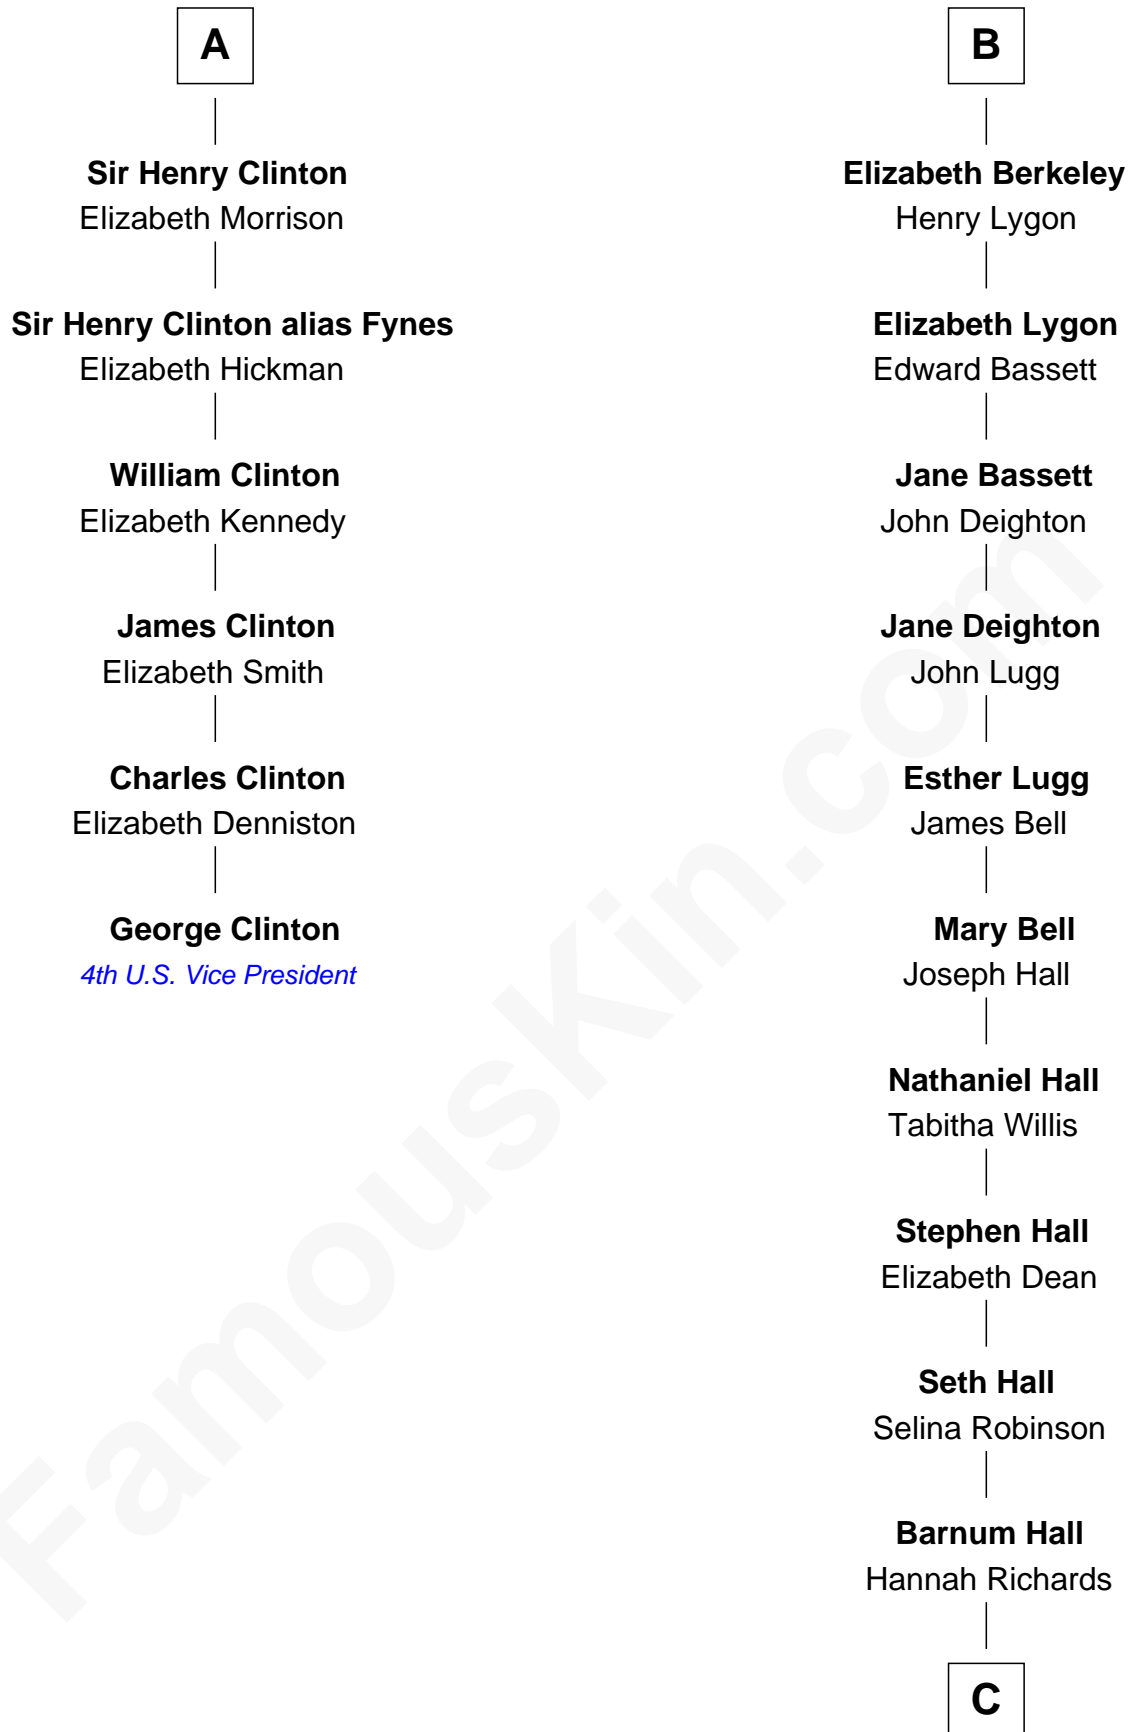 A
Sir Henry Clinton
Elizabeth Morrison
Sir Henry Clinton alias Fynes
Elizabeth Hickman
William Clinton
Elizabeth Kennedy
James Clinton
Elizabeth Smith
Charles Clinton
Elizabeth Denniston
George Clinton
4th U.S. Vice President
B
Elizabeth Berkeley
Henry Lygon
Elizabeth Lygon
Edward Bassett
Jane Bassett
John Deighton
Jane Deighton
John Lugg
Esther Lugg
James Bell
Mary Bell
Joseph Hall
Nathaniel Hall
Tabitha Willis
Stephen Hall
Elizabeth Dean
Seth Hall
Selina Robinson
Barnum Hall
Hannah Richards
C
FamousKin.com